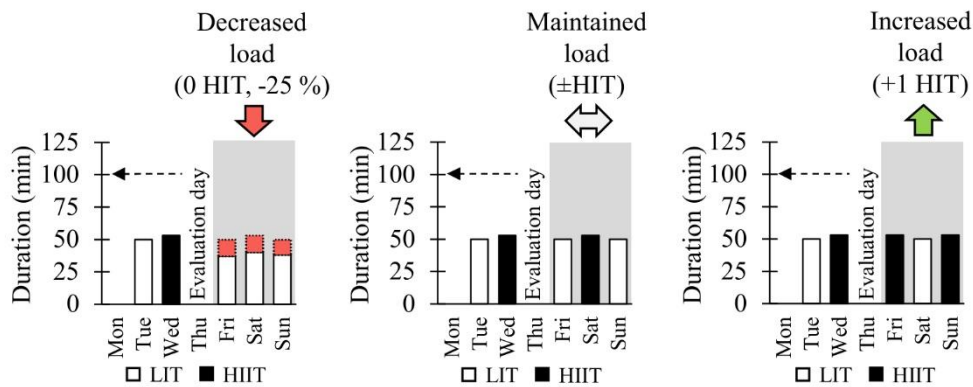 Decreased
load
(0 HIT, -25 %)
Duration (min)
125
100
75
50
25
0
Evaluation day
Mon
Tue
Wed
Thu
Fri
Sat
Sun
LIT HIIT
Maintained
load
(±HIT)
Duration (min)
125
100
75
50
25
0
Evaluation day
Mon
Tue
Wed
Thu
Fri
Sat
Sun
LIT HIIT
Increased
load
(+1 HIT)
Duration (min)
125
100
75
50
25
0
Evaluation day
Mon
Tue
Wed
Thu
Fri
Sat
Sun
LIT HIIT